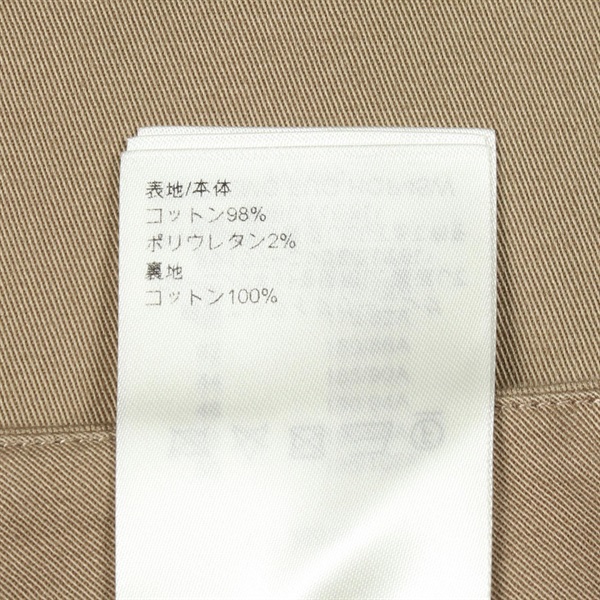 表地/本体
コットン98%
ポリウレタン2%
裏地
コットン100%